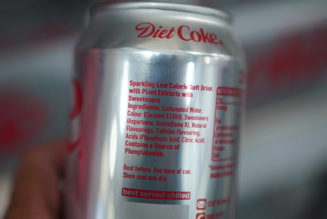 Diet Coke
Sparkling Low Calorie Soft Drink
with Plant Extracts with
Sweeteners
Ingredients: Carbonated Water,
Colour (Caramel E150d), Sweeteners
(Aspartame, Acesulfame K), Natural
Flavourings, Caffeine Flavouring,
Acids (Phosphoric Acid, Citric Acid)
Contains a Source of
Phenylalanine.
Best before: See base of can.
Store cool and dry.
best served chilled